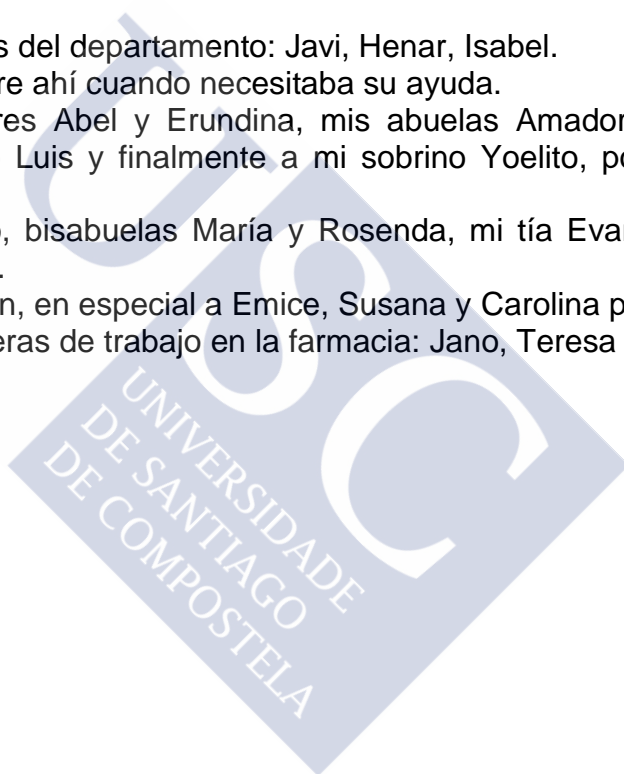 s del departamento: Javi, Henar, Isabel.
re ahí cuando necesitaba su ayuda.
res Abel y Erundina, mis abuelas Amador
Luis y finalmente a mi sobrino Yoelito, po
o, bisabuelas María y Rosenda, mi tía Evar
.
n, en especial a Emice, Susana y Carolina p
eras de trabajo en la farmacia: Jano, Teresa
USC
UNIVERSIDADE
DE SANTIAGO
DE COMPOSTELA